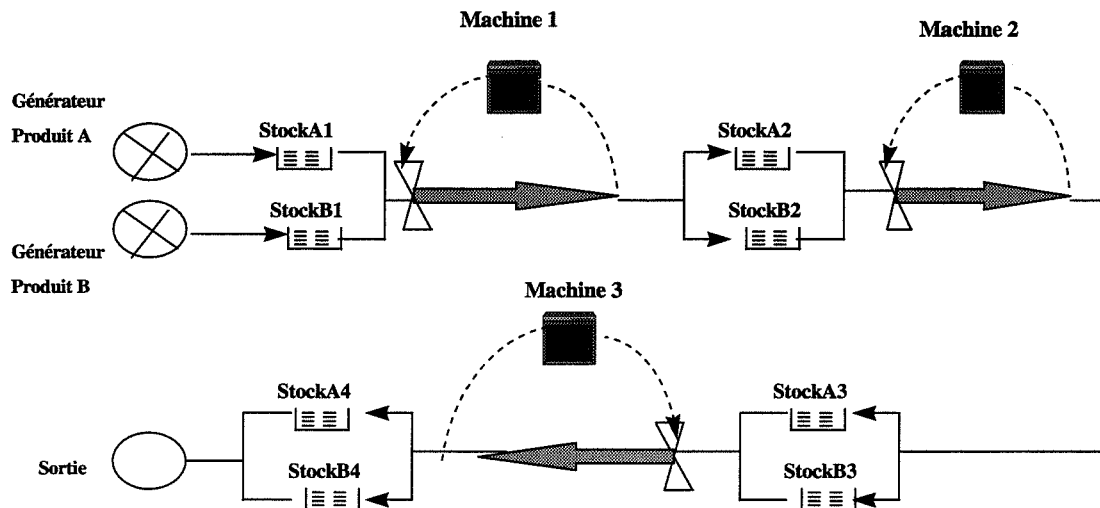 Machine 1
Machine 2
Générateur
Produit A
StockA1
StockA2
StockB1
StockB2
Générateur
Produit B
Machine 3
StockA4
StockA3
Sortie
StockB4
StockB3